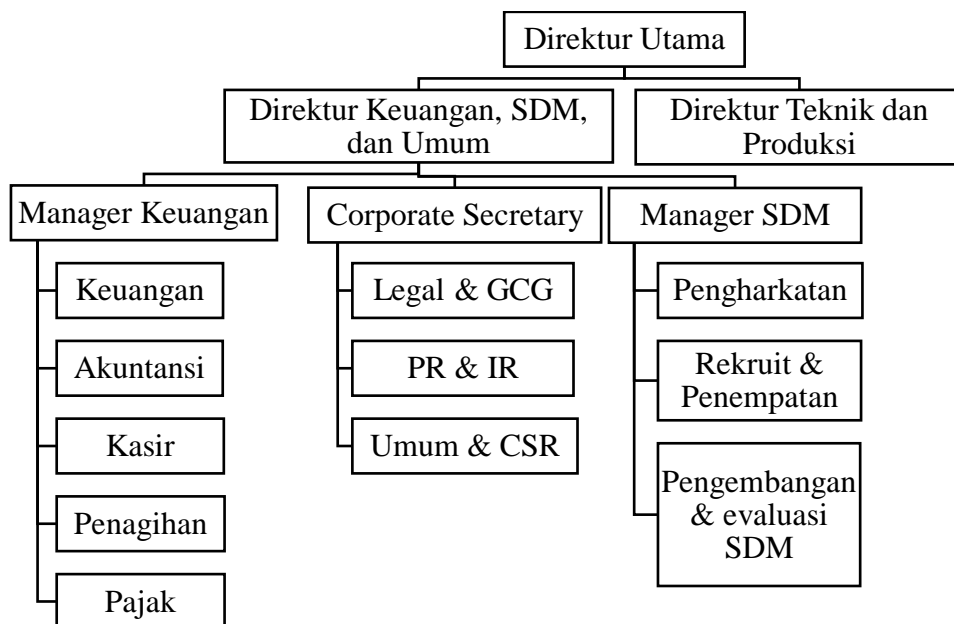 Direktur Utama
Direktur Keuangan, SDM,
dan Umum
Direktur Teknik dan
Produksi
Manager Keuangan
Corporate Secretary
Manager SDM
Keuangan
Akuntansi
Kasir
Penagihan
Pajak
Legal & GCG
PR & IR
Umum & CSR
Pengharkatan
Rekruit &
Penempatan
Pengembangan
& evaluasi
SDM